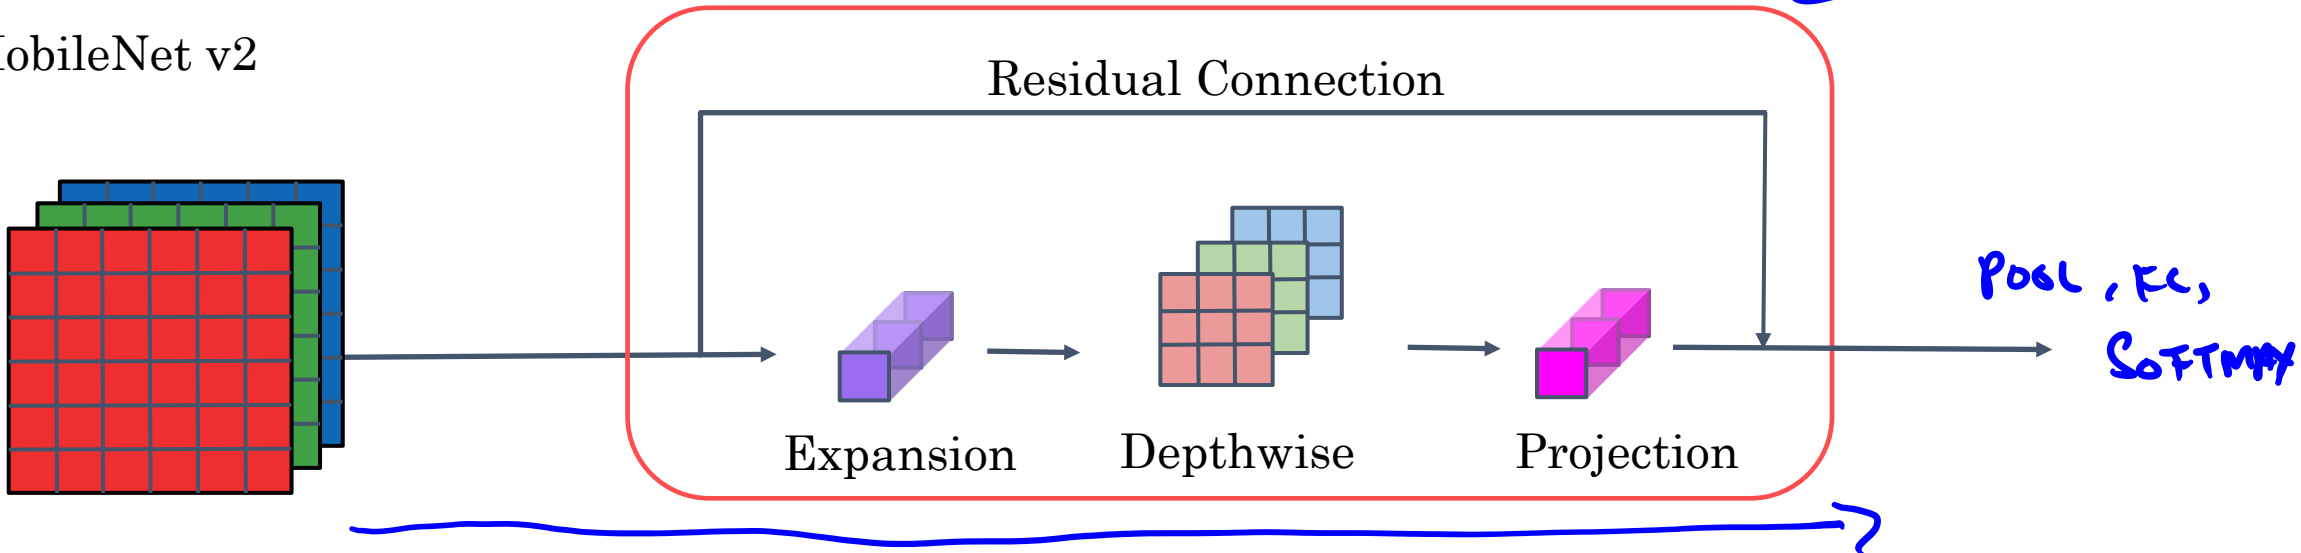 obileNet v2
Residual Connection
Expansion
Depthwise
Projection
POOL, FC,
SOFTMAX